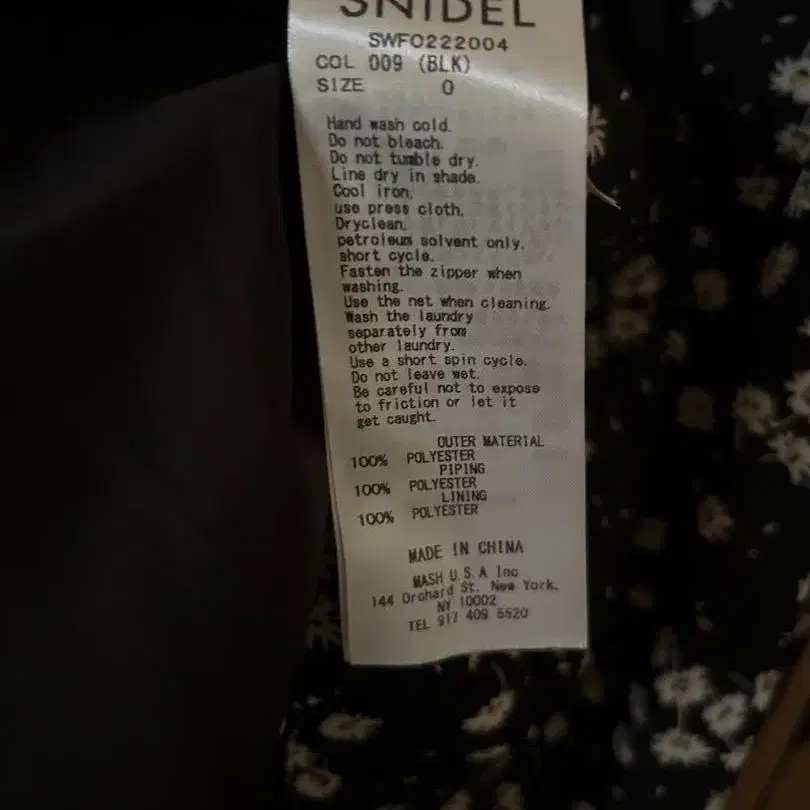 SNIDEL
SWFO222004
COL 009 (BLK)
SIZE 0
Hand wash cold.
Do not bleach.
Do not tumble dry.
Line dry in shade.
Cool iron.
use press cloth.
Dryclean.
petroleum solvent only.
short cycle.
Fasten the zipper when
washing.
Use the net when cleaning.
Wash the laundry
separately from
other laundry.
Use a short spin cycle.
Do not leave wet.
Be careful not to expose
to friction or let it
get caught.
OUTER MATERIAL
100% POLYESTER
PIPING
100% POLYESTER
LINING
100% POLYESTER
MADE IN CHINA
MASH U.S.A Inc
144 Orchard St. New York.
NY 10002
TEL 917 409 5520